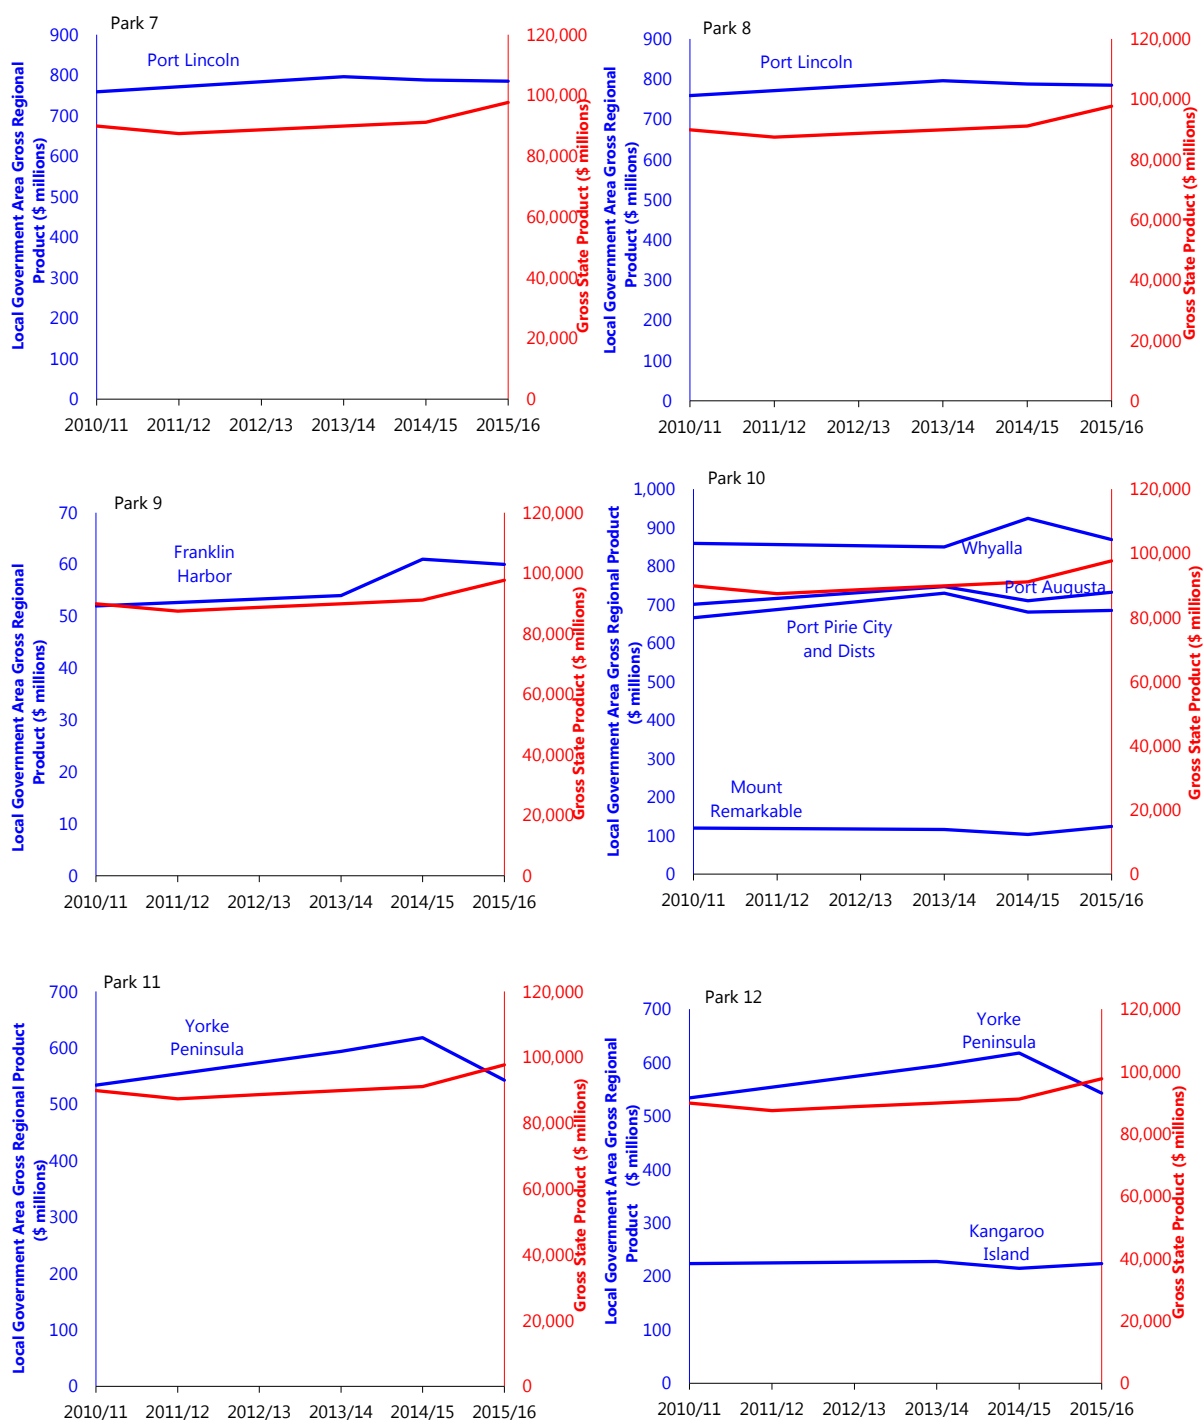 Park 7
Local Government Area Gross Regional
Product ($ millions)
900
800
700
600
500
400
300
200
100
0
Port Lincoln
120,000
100,000
80,000
60,000
40,000
20,000
0
Gross State Product ($ millions)
2010/11 2011/12 2012/13 2013/14 2014/15 2015/16
Park 8
Local Government Area Gross Regional
Product ($ millions)
900
800
700
600
500
400
300
200
100
0
Port Lincoln
120,000
100,000
80,000
60,000
40,000
20,000
0
Gross State Product ($ millions)
2010/11 2011/12 2012/13 2013/14 2014/15 2015/16
Park 9
Local Government Area Gross Regional
Product ($ millions)
70
60
50
40
30
20
10
0
Franklin
Harbor
120,000
100,000
80,000
60,000
40,000
20,000
0
Gross State Product ($ millions)
2010/11 2011/12 2012/13 2013/14 2014/15 2015/16
Park 10
Local Government Area Gross Regional Product
($ millions)
1,000
900
800
700
600
500
400
300
200
100
0
Whyalla
Port Augusta
Port Pirie City
and Dists
Mount
Remarkable
120,000
100,000
80,000
60,000
40,000
20,000
0
Gross State Product ($ millions)
2010/11 2011/12 2012/13 2013/14 2014/15 2015/16
Park 11
Local Government Area Gross Regional Product
($ millions)
700
600
500
400
300
200
100
0
Yorke
Peninsula
120,000
100,000
80,000
60,000
40,000
20,000
0
Gross State Product ($ millions)
2010/11 2011/12 2012/13 2013/14 2014/15 2015/16
Park 12
Local Government Area Gross Regional
Product ($ millions)
700
600
500
400
300
200
100
0
Yorke
Peninsula
Kangaroo
Island
120,000
100,000
80,000
60,000
40,000
20,000
0
Gross State Product ($ millions)
2010/11 2011/12 2012/13 2013/14 2014/15 2015/16